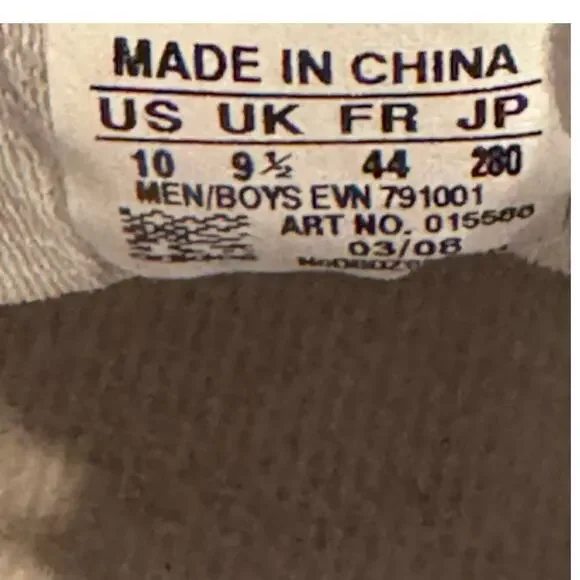 MADE IN CHINA
US UK FR JP
10 9½ 44 280
MEN/BOYS EVN 791001
ART NO.
03/08